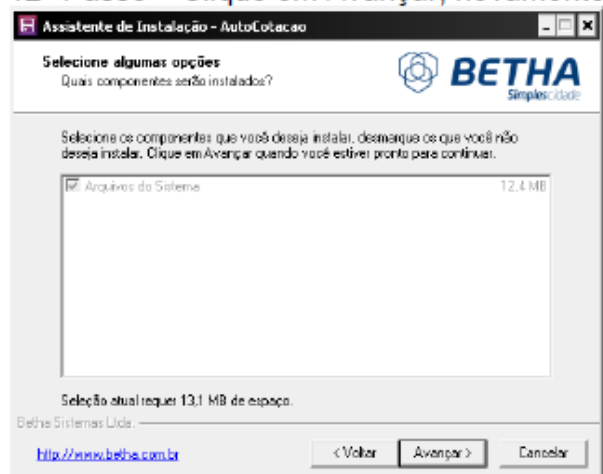 Assistente de Instalação - AutoCotacao
Selecione algumas opções
Quais componentes serão instalados?
BETHA
Simplescidade
Selecione os componentes que você deseja instalar, desmarque os que você não
deseja instalar. Clique em Avançar quando você estiver pronto para continuar.
Arquivos do Sistema 12,4 MB
Seleção atual requer 13,1 MB de espaço.
Betha Sistemas Ltda.
http://www.betha.com.br
< Voltar Avançar > Cancelar